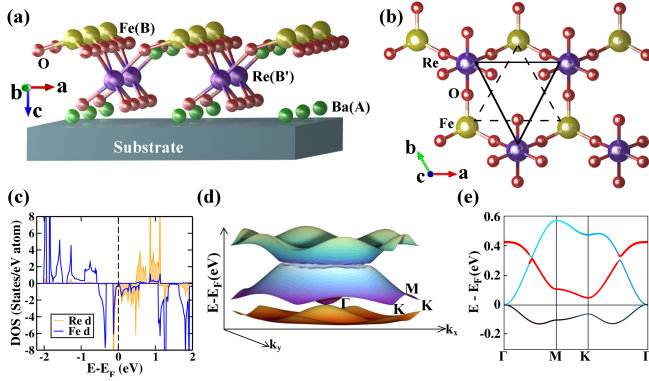 (a)
Fe(B)
O
Re(B')
b
a
c
Ba(A)
Substrate
(b)
Re
O
Fe
b
c
a
(c)
DOS (States/eV atom)
8
6
4
2
0
-2
-4
-6
-8
Re d
Fe d
-2
-1
0
1
2
E-E_F (eV)
(d)
E-E_F(eV)
Γ
M
K
K
k_x
k_y
(e)
E - E_F(eV)
0.6
0.4
0.2
0
-0.2
Γ
M
K
Γ